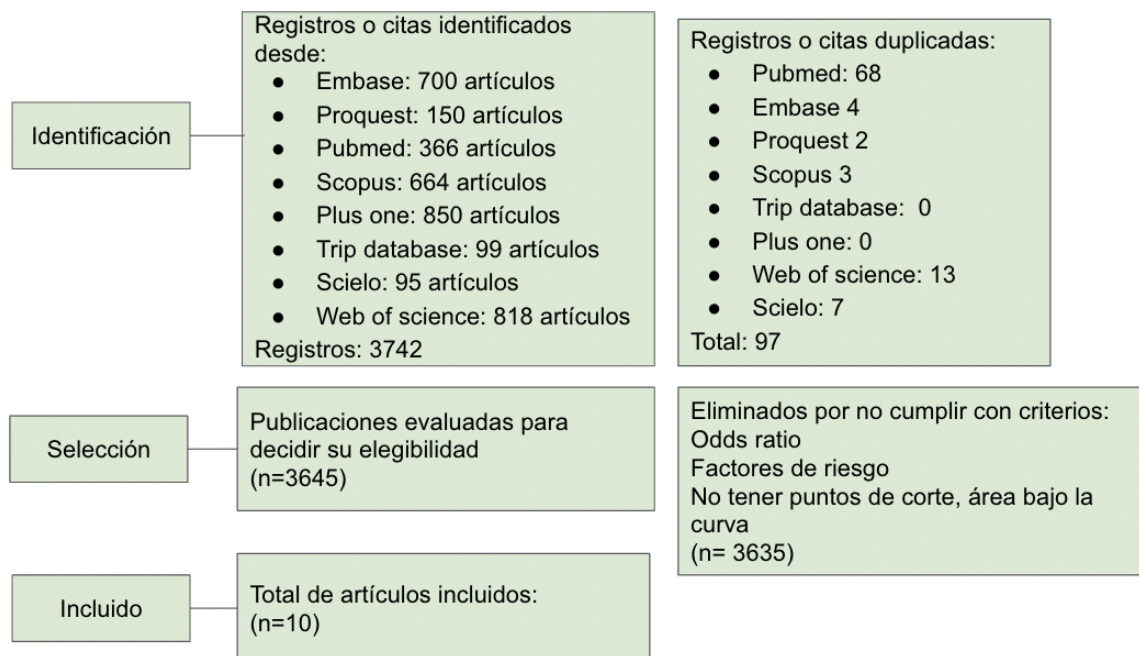 Identificación
Registros o citas identificados
desde:
● Embase: 700 artículos
● Proquest: 150 artículos
● Pubmed: 366 artículos
● Scopus: 664 artículos
● Plus one: 850 artículos
● Trip database: 99 artículos
● Scielo: 95 artículos
● Web of science: 818 artículos
Registros: 3742
Registros o citas duplicadas:
● Pubmed: 68
● Embase 4
● Proquest 2
● Scopus 3
● Trip database:  0
● Plus one: 0
● Web of science: 13
● Scielo: 7
Total: 97
Selección
Publicaciones evaluadas para
decidir su elegibilidad
(n=3645)
Eliminados por no cumplir con criterios:
Odds ratio
Factores de riesgo
No tener puntos de corte, área bajo la
curva
(n= 3635)
Incluido
Total de artículos incluidos:
(n=10)